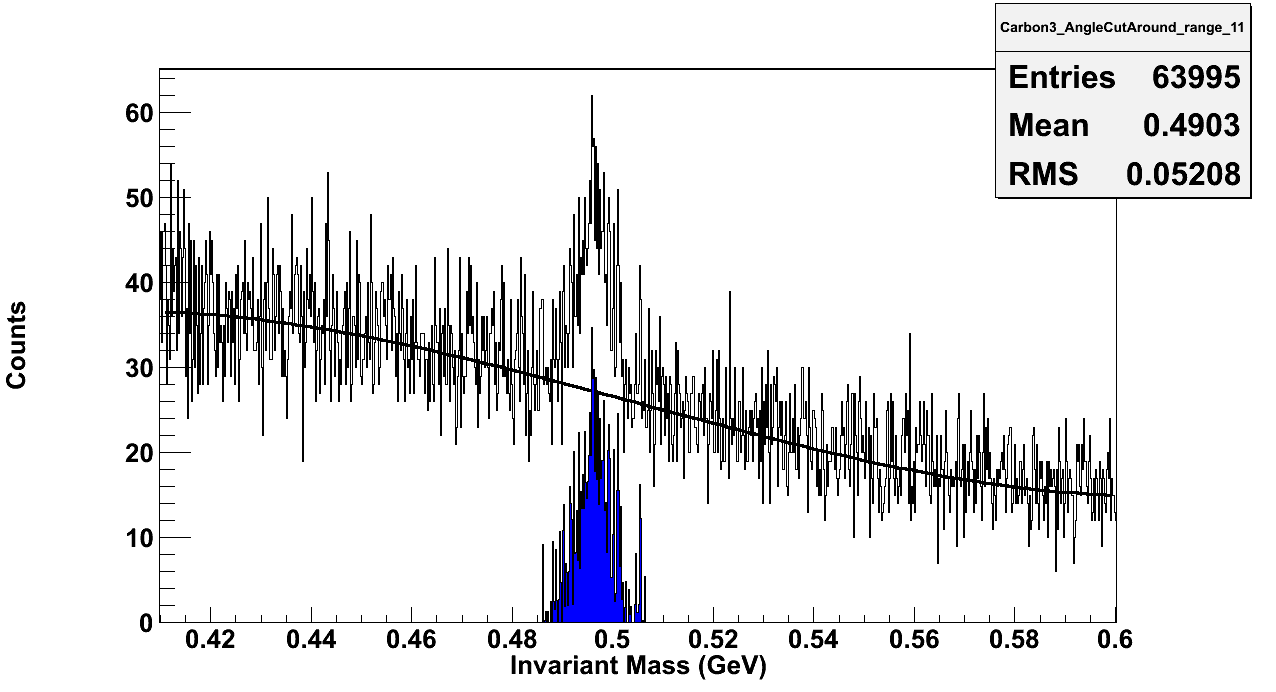 Carbon3_AngleCutAround_range_11
Entries 63995
Mean 0.4903
RMS 0.05208
Counts
60
50
40
30
20
10
0
0.42 0.44 0.46 0.48 0.5 0.52 0.54 0.56 0.58 0.6
Invariant Mass (GeV)